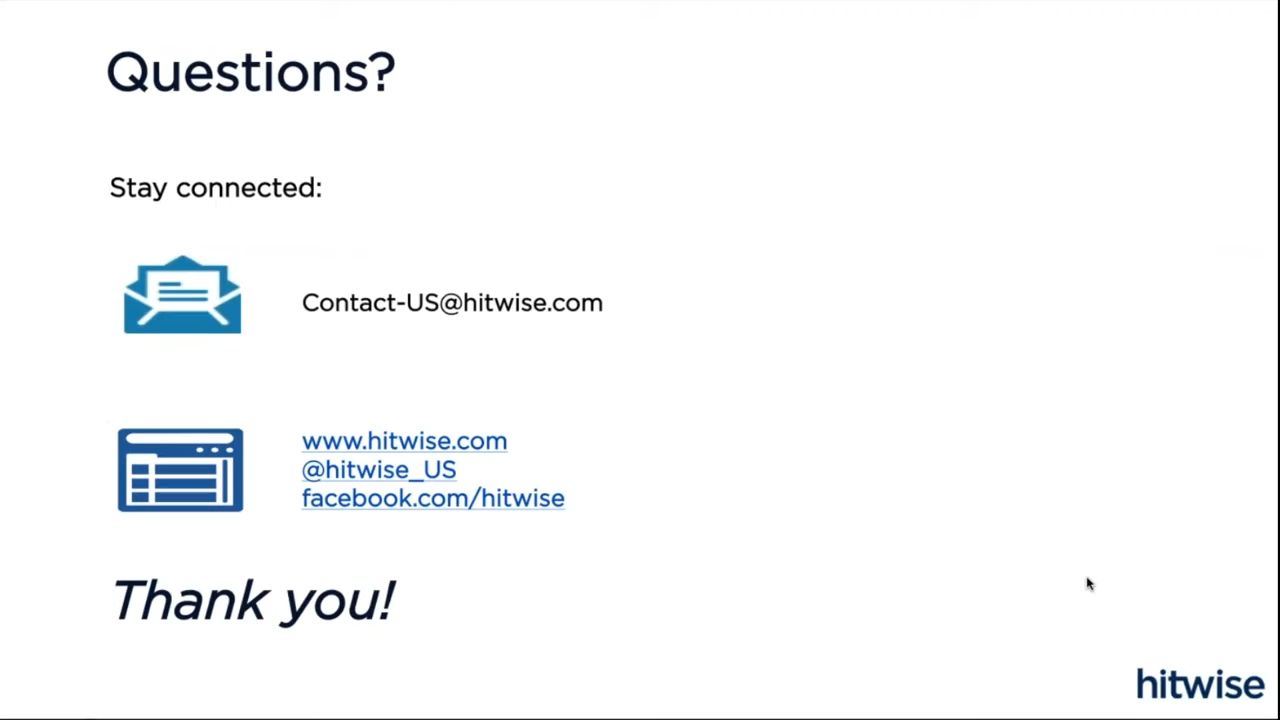 Questions?
Stay connected:
Contact-US@hitwise.com
www.hitwise.com
@hitwise_US
facebook.com/hitwise
Thank you!
hitwise